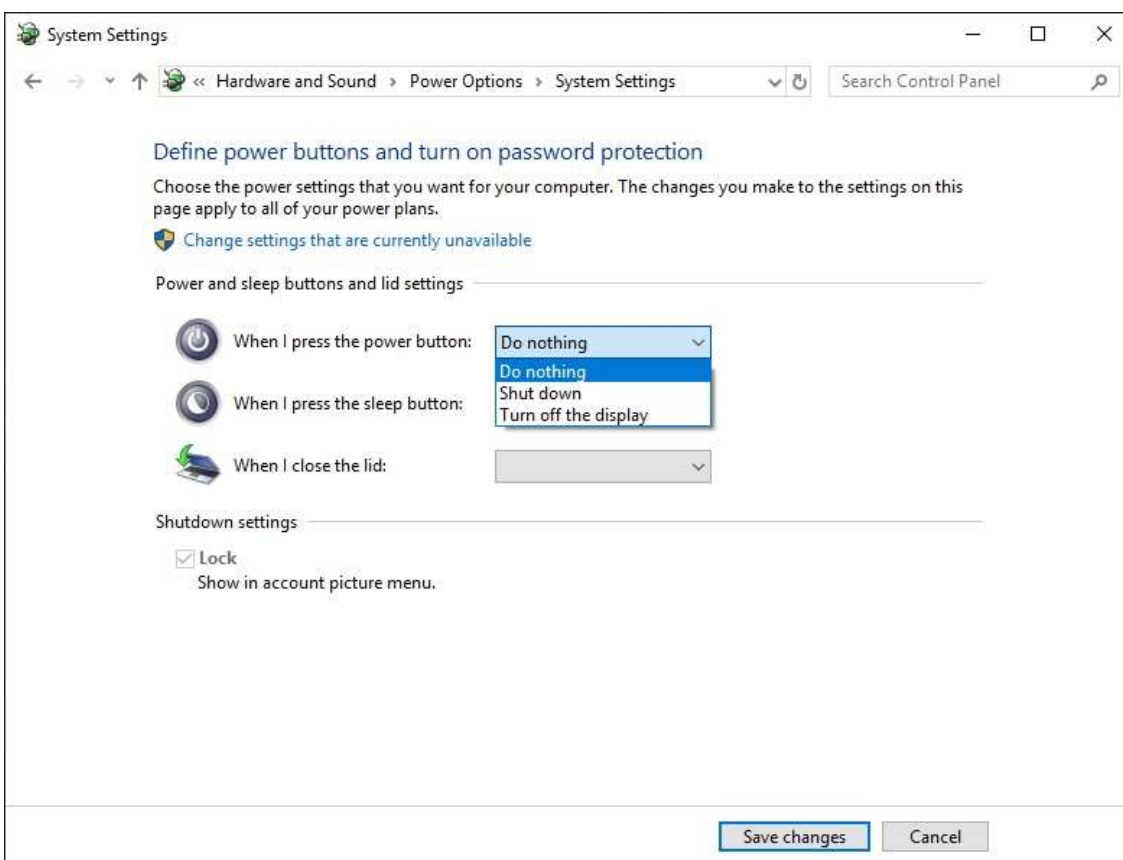 System Settings
« Hardware and Sound › Power Options › System Settings
Search Control Panel
Define power buttons and turn on password protection
Choose the power settings that you want for your computer. The changes you make to the settings on this
page apply to all of your power plans.
Change settings that are currently unavailable
Power and sleep buttons and lid settings
When I press the power button: Do nothing
Do nothing
Shut down
When I press the sleep button:
Turn off the display
When I close the lid:
Shutdown settings
Lock
Show in account picture menu.
Save changes Cancel